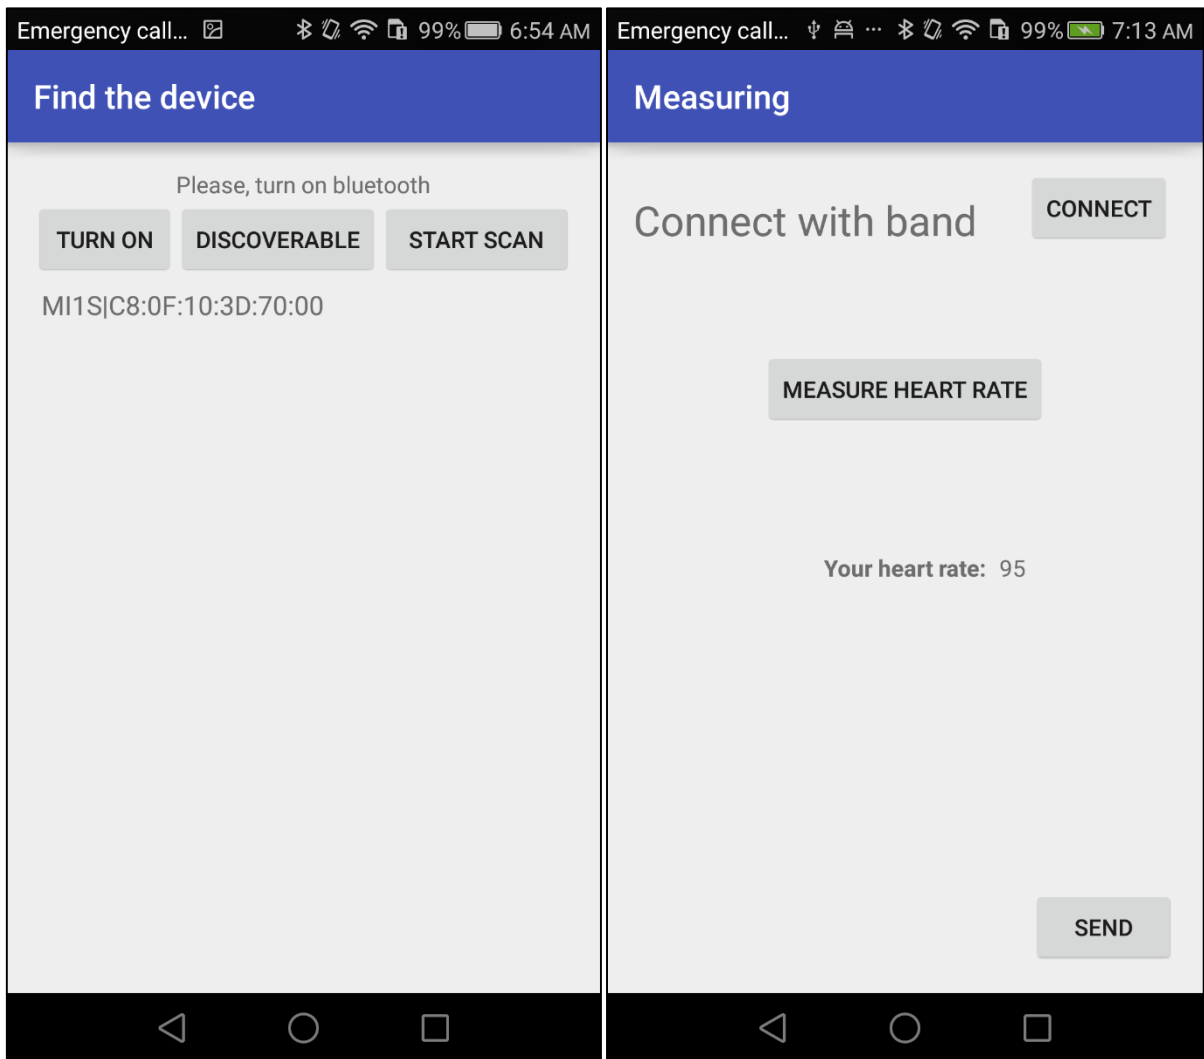 Emergency call... 99% 6:54 AM
Find the device
Please, turn on bluetooth
TURN ON DISCOVERABLE START SCAN
MI1S|C8:0F:10:3D:70:00
Emergency call... 99% 7:13 AM
Measuring
Connect with band CONNECT
MEASURE HEART RATE
Your heart rate: 95
SEND